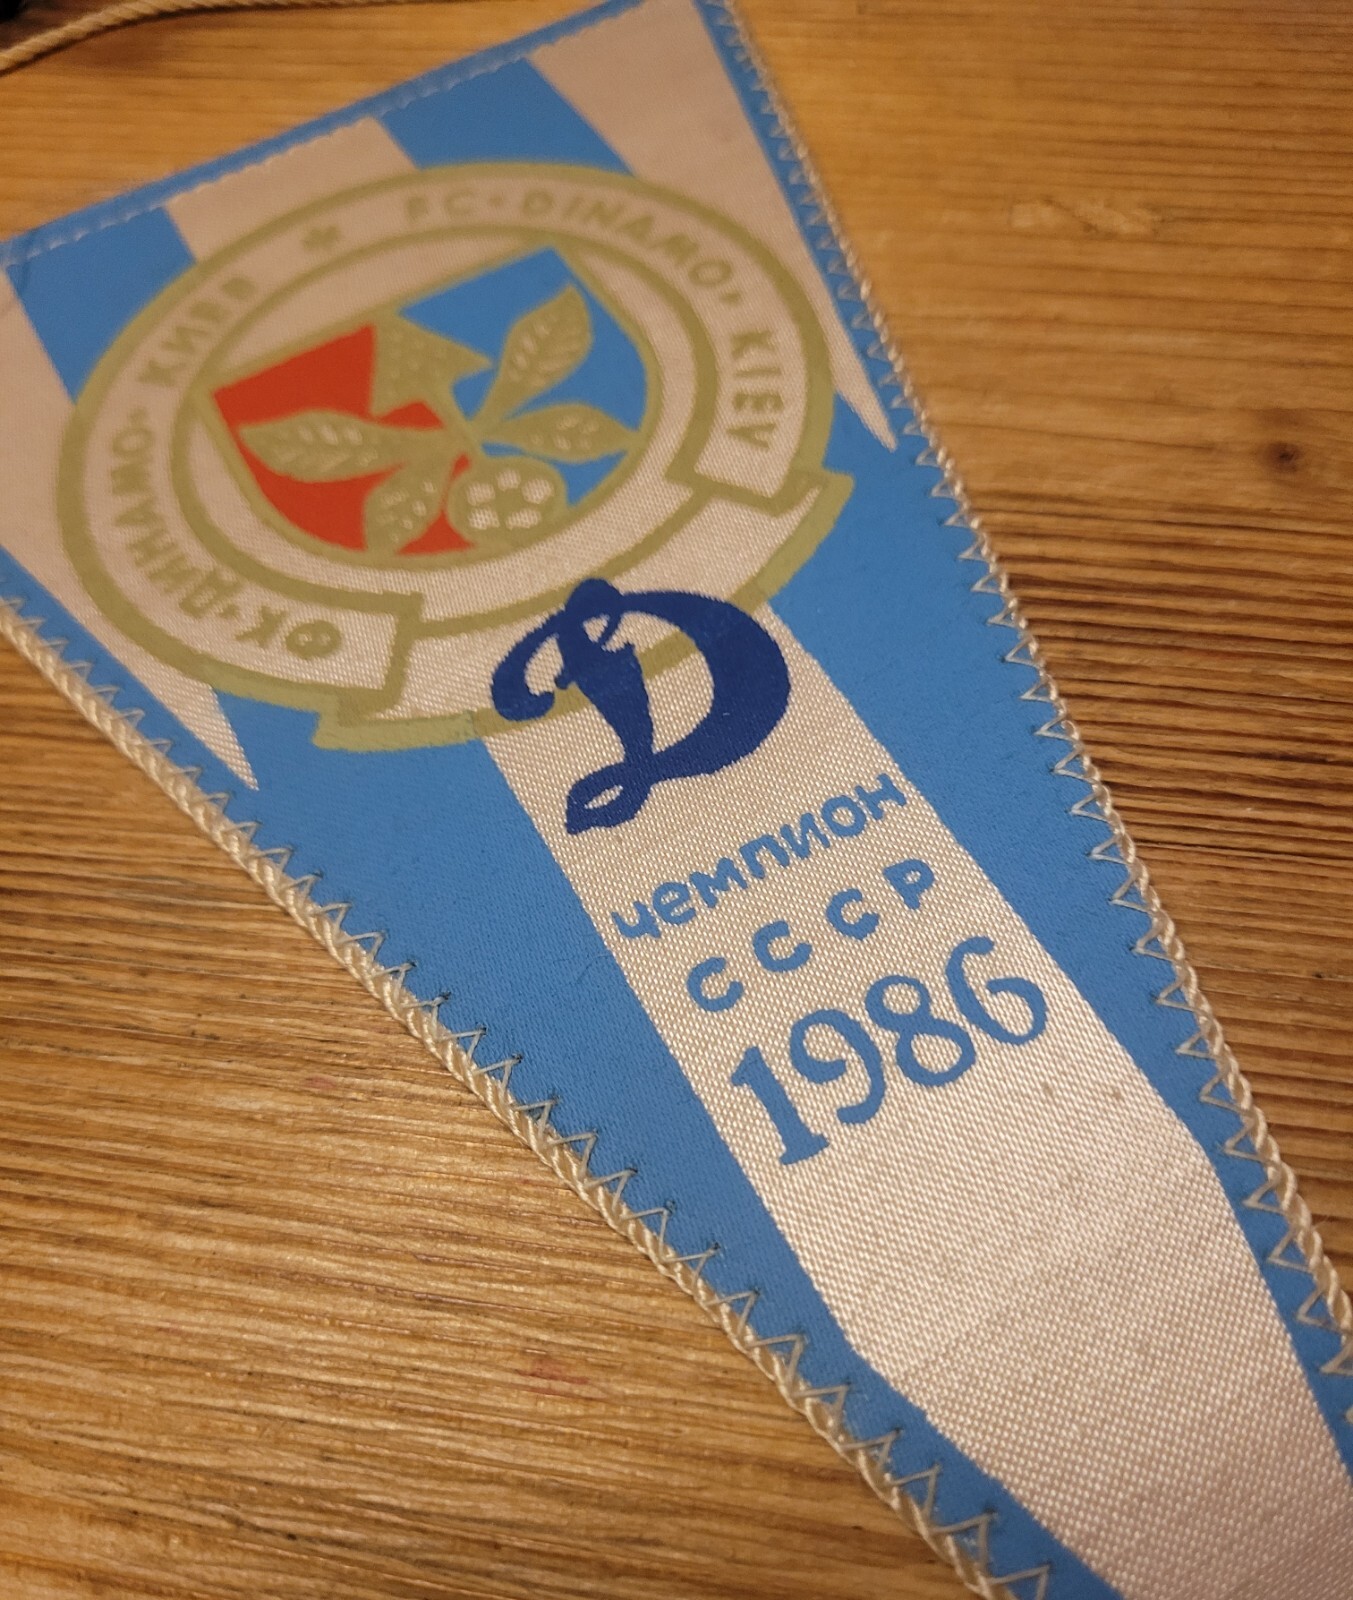 ФК·"ДИНАМО"·КИЕВ * FC·"DINAMO" KIEV
D
чемпион
СССР
1986